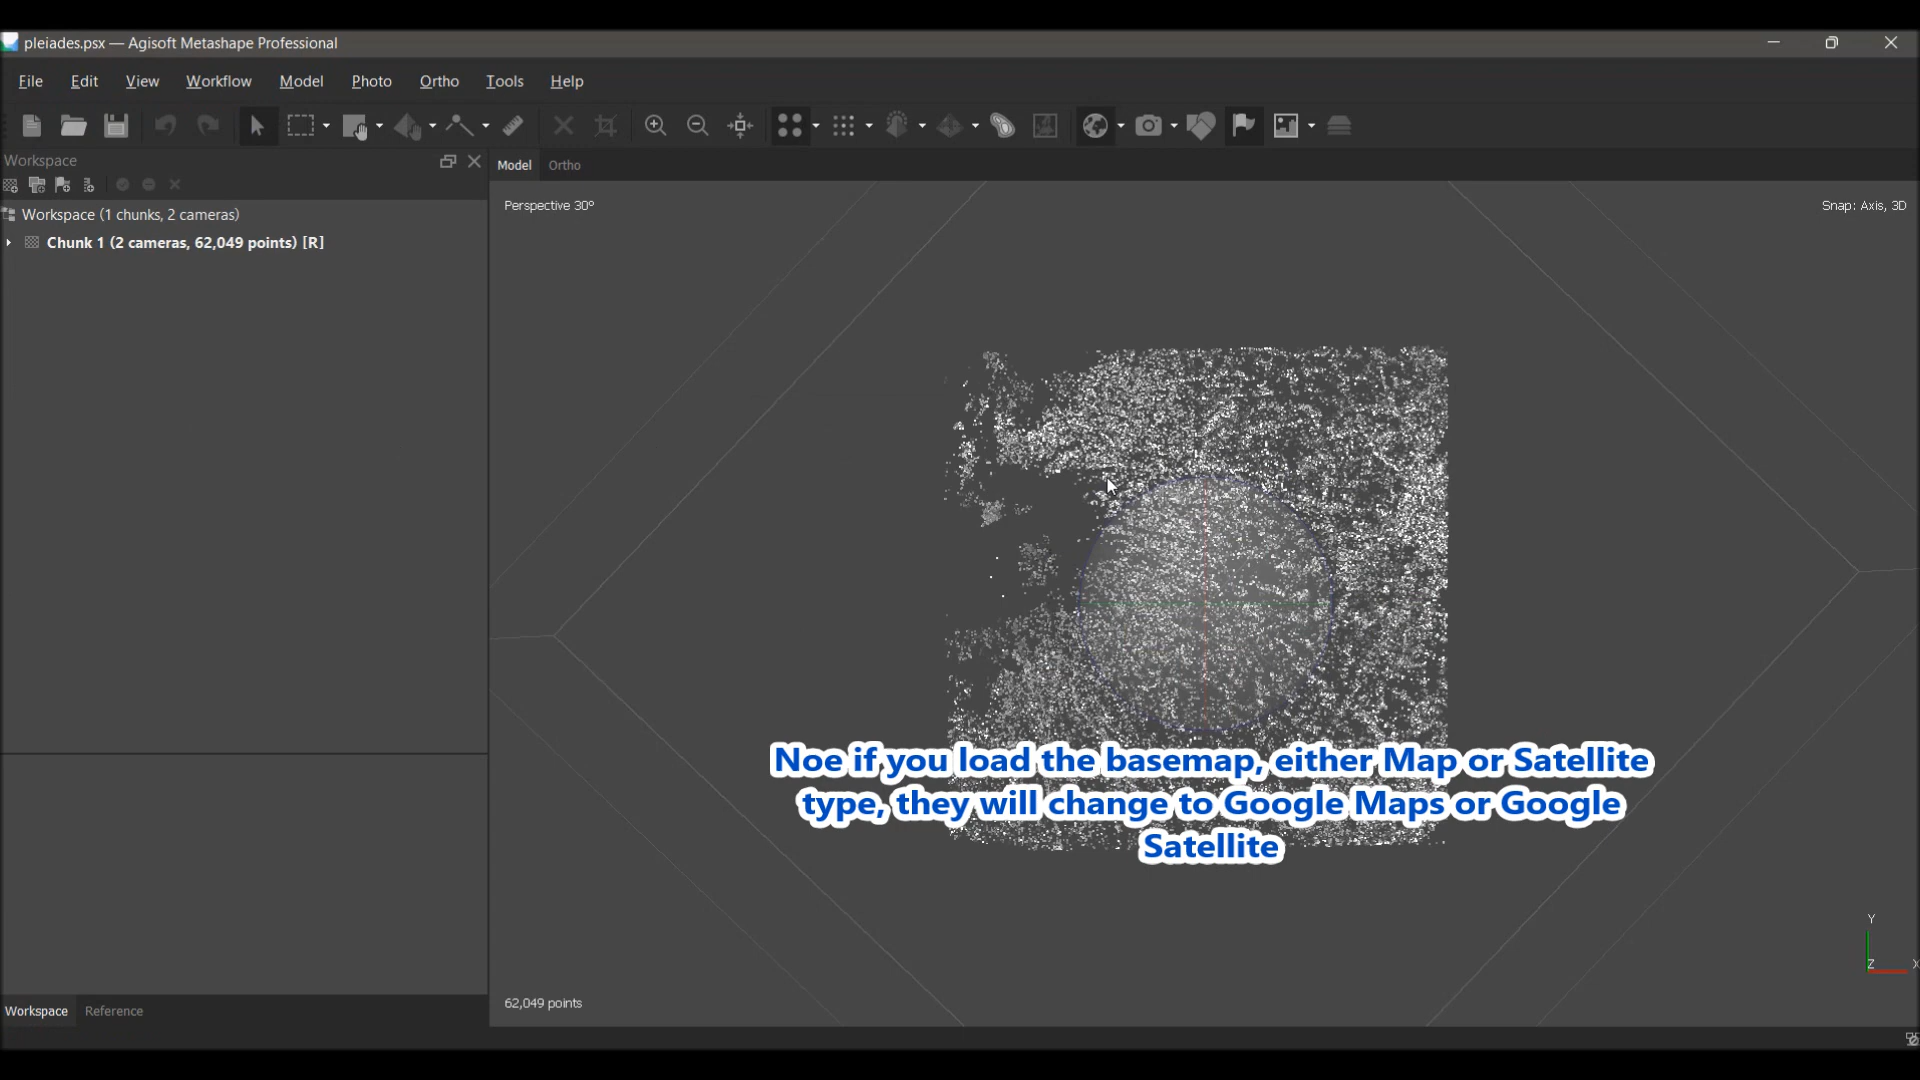 pleiades.psx — Agisoft Metashape Professional
File Edit View Workflow Model Photo Ortho Tools Help
Workspace
Model Ortho
Perspective 30°
Snap: Axis, 3D
Workspace (1 chunks, 2 cameras)
Chunk 1 (2 cameras, 62,049 points) [R]
Noe if you load the basemap, either Map or Satellite
type, they will change to Google Maps or Google
Satellite
Y
Z X
62,049 points
Workspace Reference